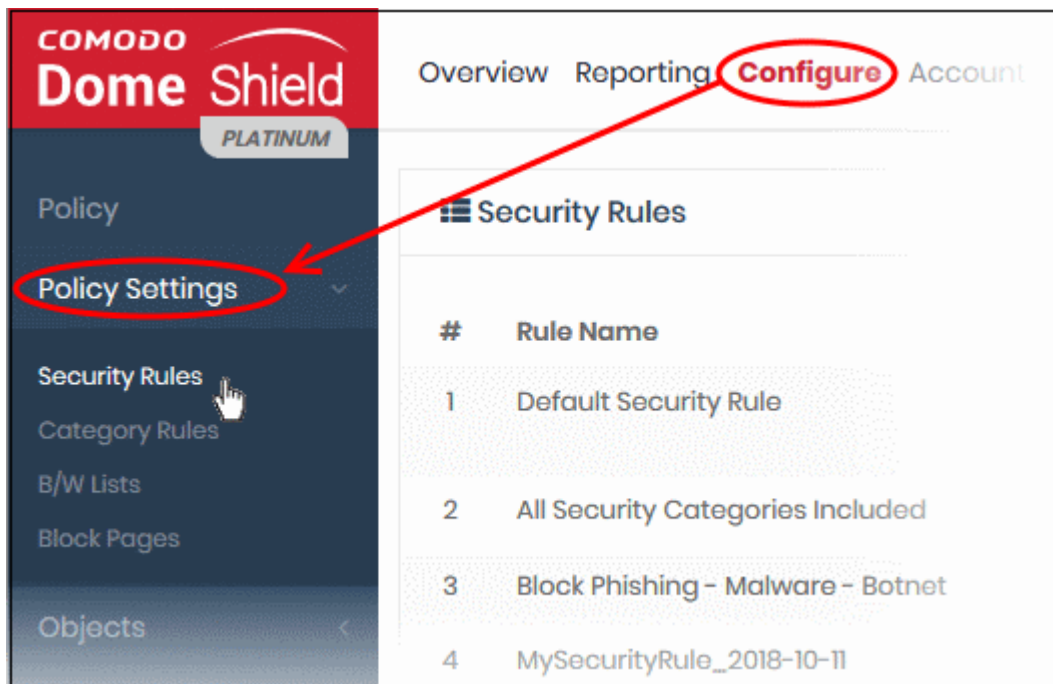 COMODO
Dome Shield
PLATINUM
Overview Reporting Configure Account
Policy
Policy Settings
Security Rules
Category Rules
B/W Lists
Block Pages
Objects
Security Rules
# Rule Name
1 Default Security Rule
2 All Security Categories Included
3 Block Phishing - Malware - Botnet
4 MySecurityRule_2018-10-11